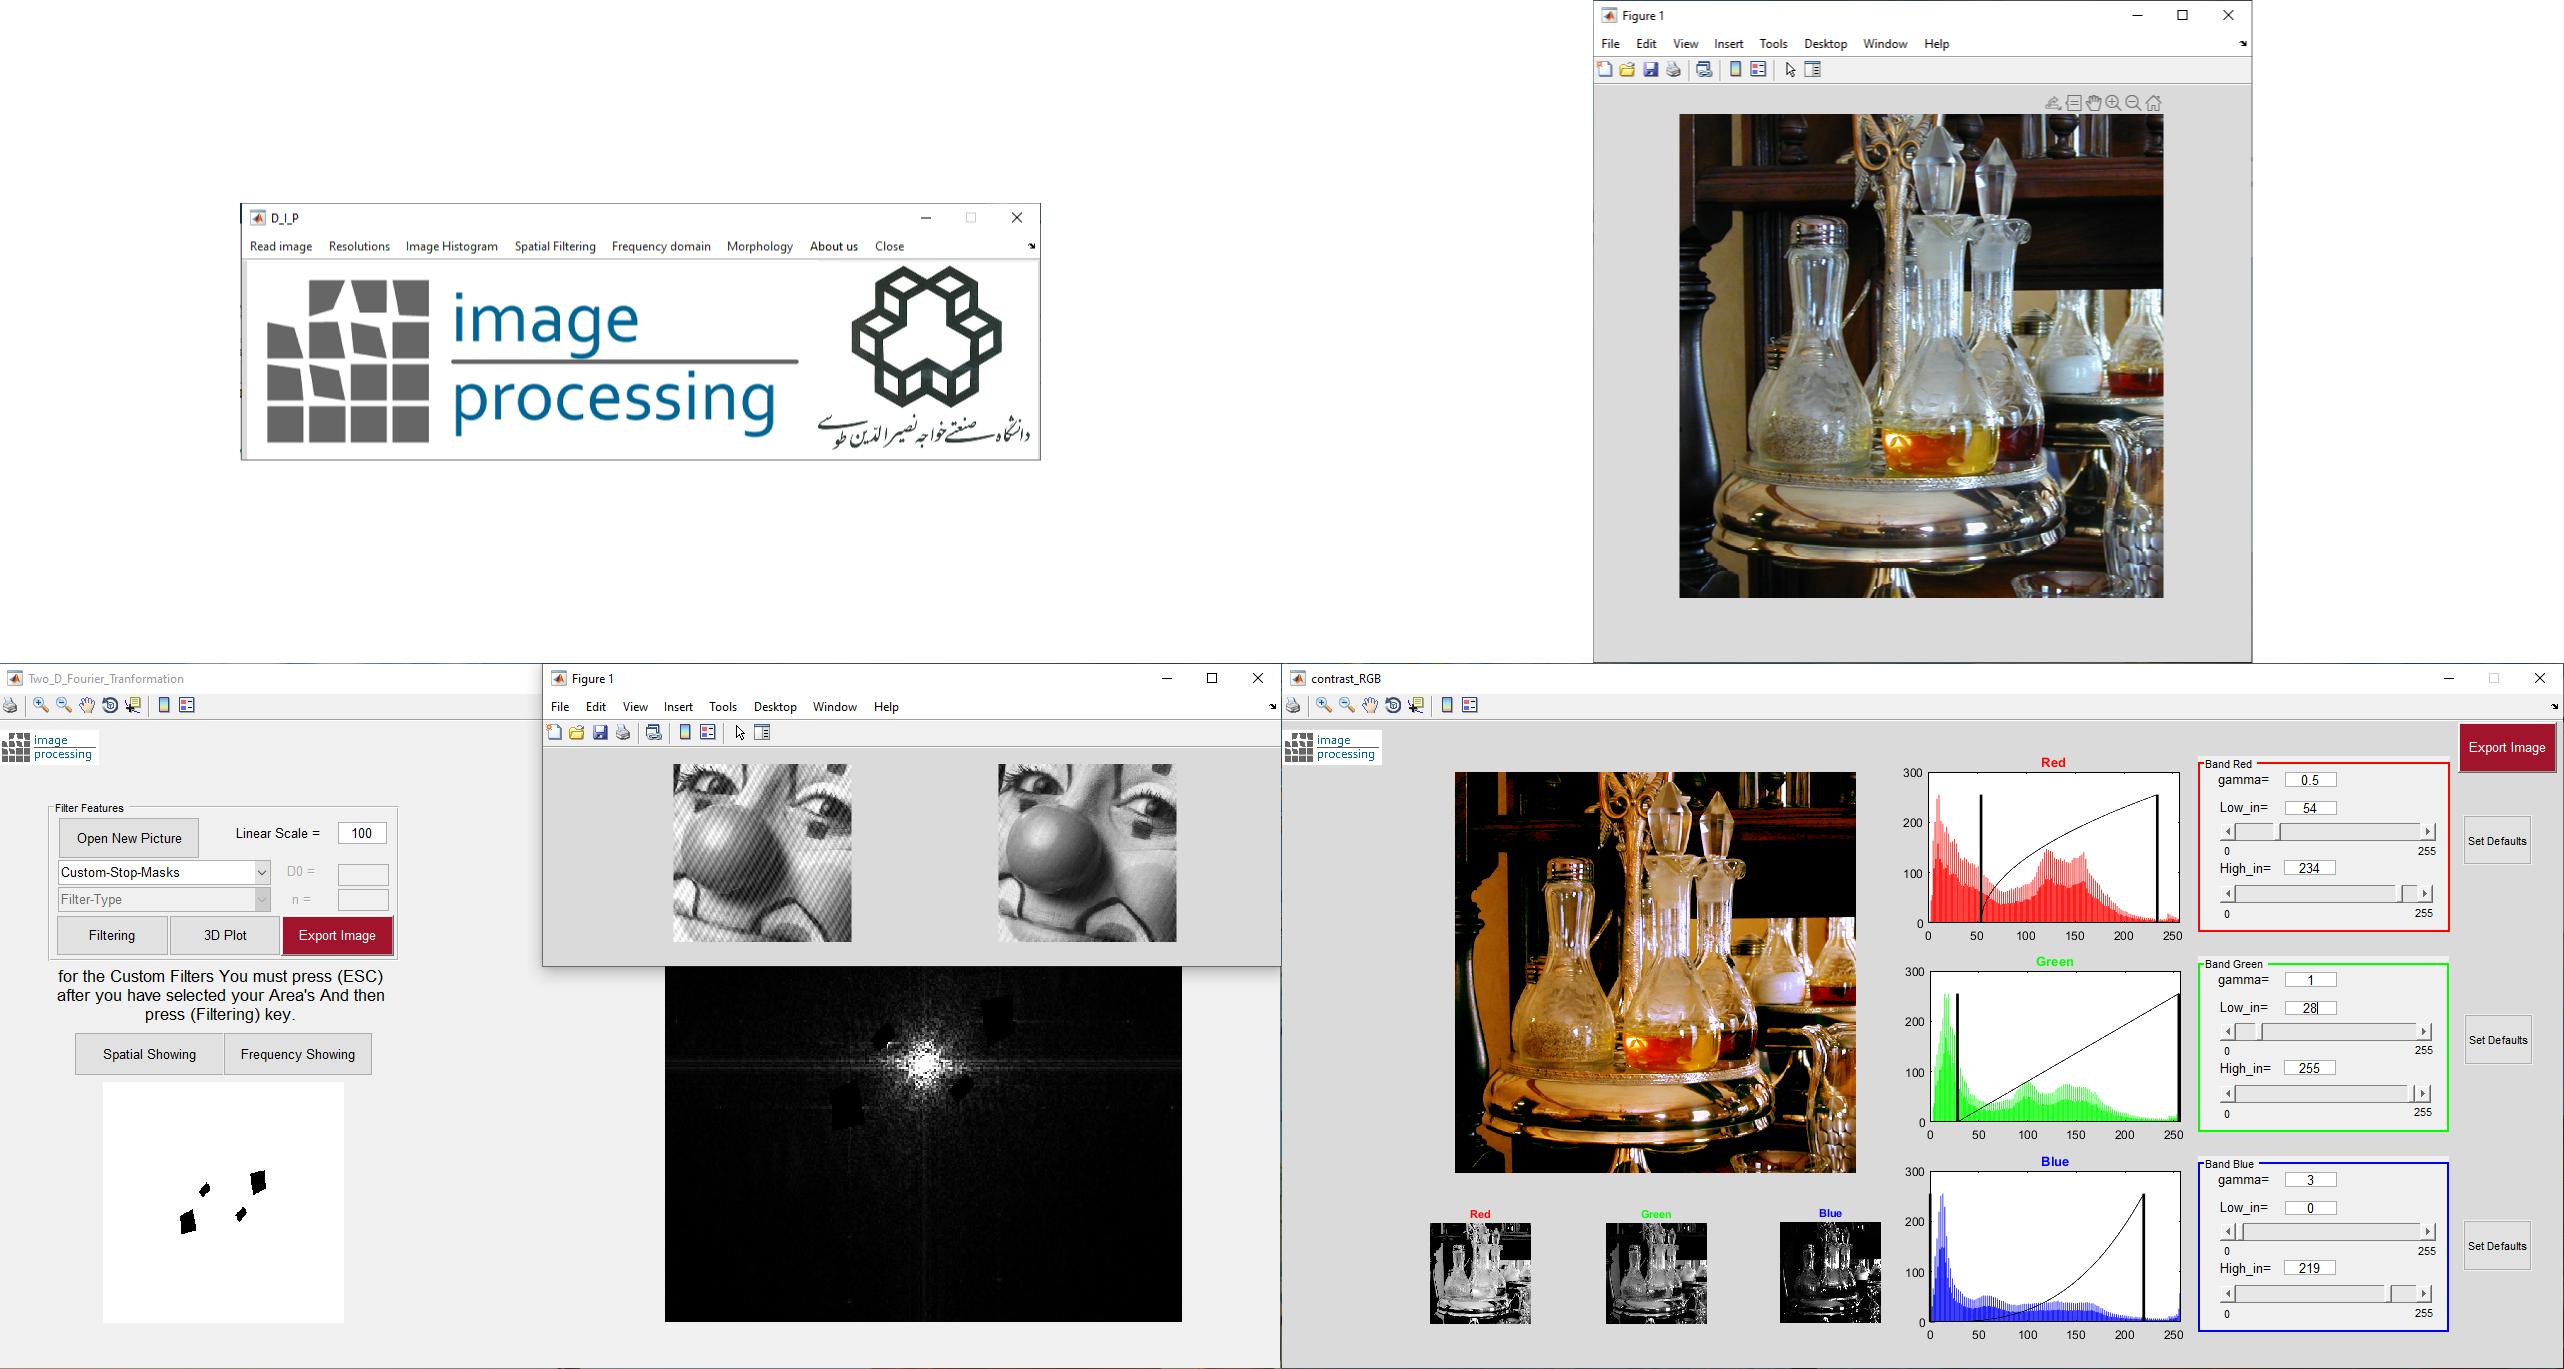 Figure 1
File Edit View Insert Tools Desktop Window Help
D_I_P
Read image Resolutions Image Histogram Spatial Filtering Frequency domain Morphology About us Close
image
processing
دانشگاه صنعتی خواجه نصیرالدین طوسی
Two_D_Fourier_Tranformation
image
processing
Filter Features
Open New Picture
Linear Scale = 100
Custom-Stop-Masks
D0 =
Filter-Type
n =
Filtering 3D Plot Export Image
for the Custom Filters You must press (ESC)
after you have selected your Area's And then
press (Filtering) key.
Spatial Showing Frequency Showing
Figure 1
File Edit View Insert Tools Desktop Window Help
contrast_RGB
image
processing
Export Image
Red
300
200
100
0
0 50 100 150 200 250
Band Red
gamma= 0.5
Low_in= 54
0 255
High_in= 234
0 255
Set Defaults
Green
300
200
100
0
0 50 100 150 200 250
Band Green
gamma= 1
Low_in= 28
0 255
High_in= 255
0 255
Set Defaults
Blue
300
200
100
0
0 50 100 150 200 250
Band Blue
gamma= 3
Low_in= 0
0 255
High_in= 219
0 255
Set Defaults
Red Green Blue